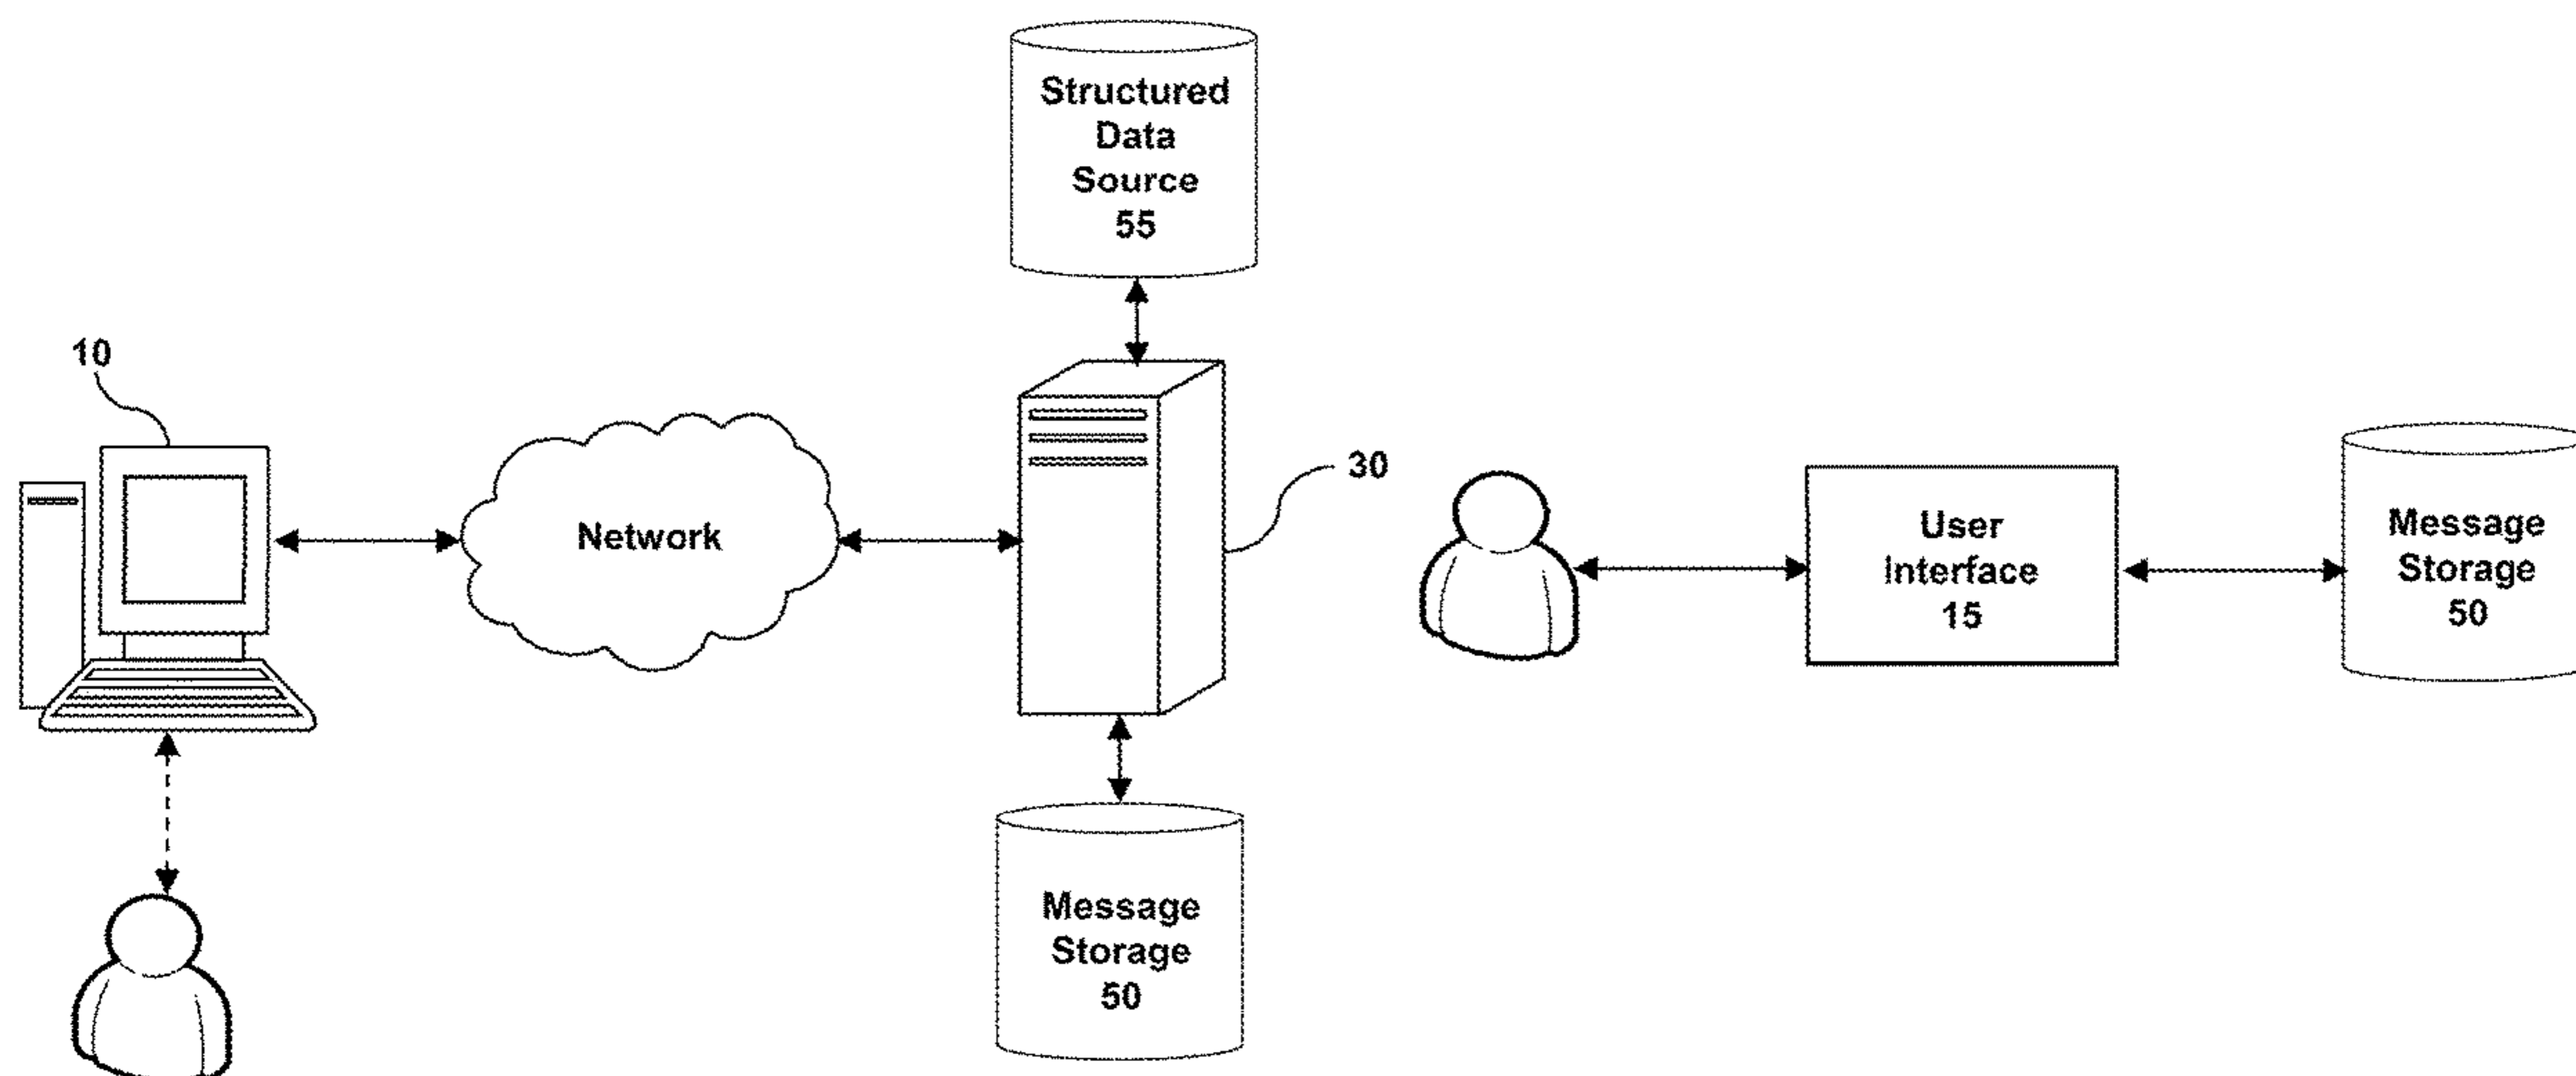 Structured
Data
Source
55
10
Network
30
Message
Storage
50
User
Interface
15
Message
Storage
50